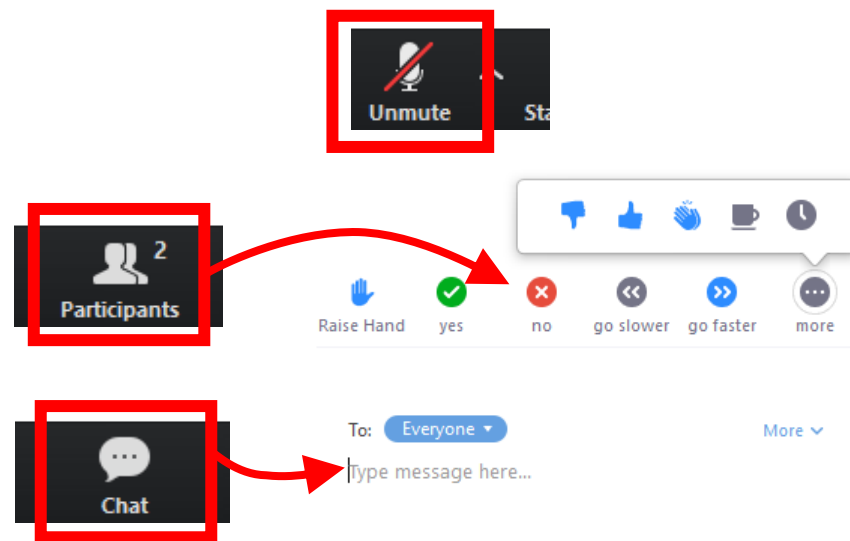 Unmute
2
Participants
Raise Hand yes no go slower go faster more
To: Everyone More
Type message here...
Chat